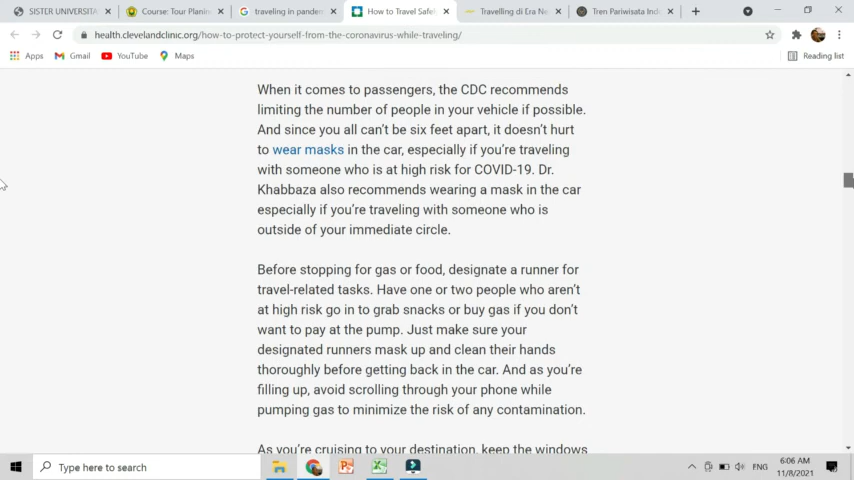 SISTER UNIVERSITA
Course: Tour Planin
traveling in pandem
How to Travel Safel
Travelling di Era Ne
Tren Pariwisata Ind
health.clevelandclinic.org/how-to-protect-yourself-from-the-coronavirus-while-traveling/
Apps
Gmail
YouTube
Maps
Reading list
When it comes to passengers, the CDC recommends
limiting the number of people in your vehicle if possible.
And since you all can't be six feet apart, it doesn't hurt
to wear masks in the car, especially if you're traveling
with someone who is at high risk for COVID-19. Dr.
Khabbaza also recommends wearing a mask in the car
especially if you're traveling with someone who is
outside of your immediate circle.
Before stopping for gas or food, designate a runner for
travel-related tasks. Have one or two people who aren't
at high risk go in to grab snacks or buy gas if you don't
want to pay at the pump. Just make sure your
designated runners mask up and clean their hands
thoroughly before getting back in the car. And as you're
filling up, avoid scrolling through your phone while
pumping gas to minimize the risk of any contamination.
As you're cruising to your destination, keep the windows
Type here to search
ENG
6:06 AM
11/8/2021